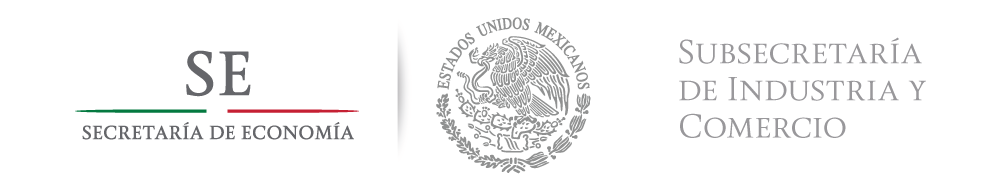 SE
SECRETARÍA DE ECONOMÍA
ESTADOS UNIDOS MEXICANOS
SUBSECRETARÍA
DE INDUSTRIA Y
COMERCIO